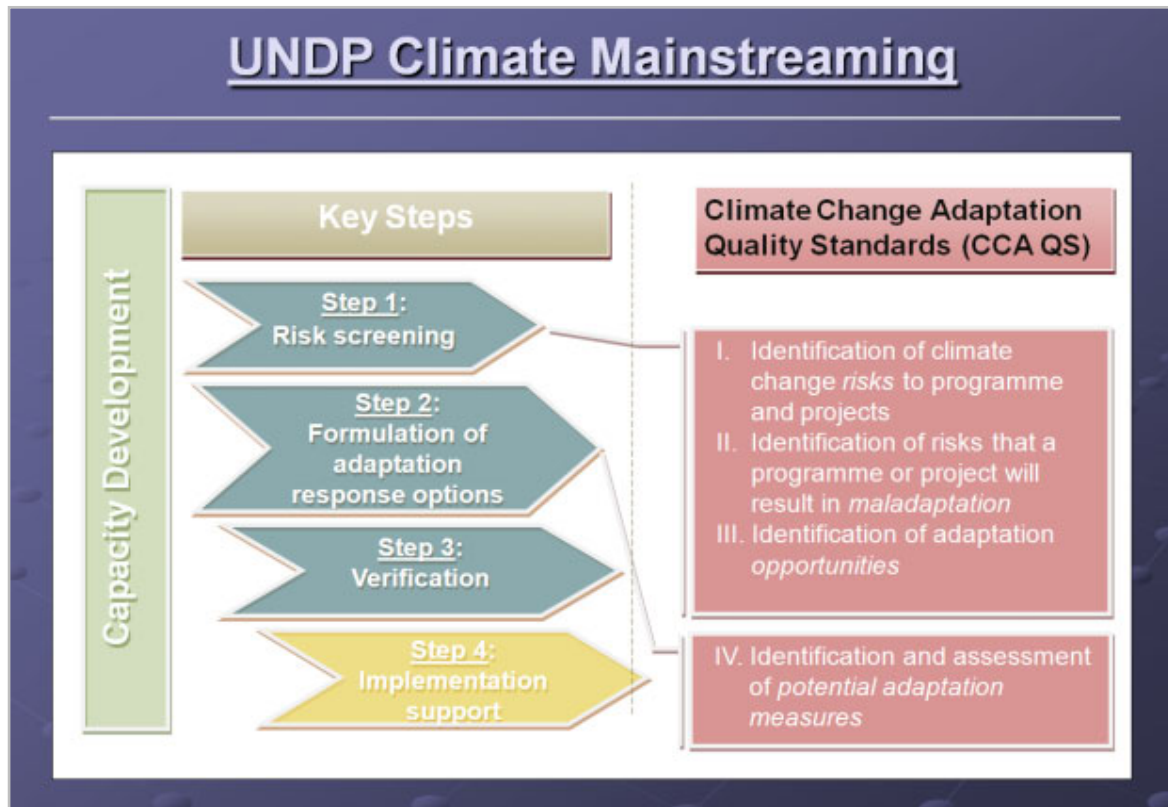 UNDP Climate Mainstreaming
Capacity Development
Key Steps
Step 1:
Risk screening
Step 2:
Formulation of
adaptation
response options
Step 3:
Verification
Step 4:
Implementation
support
Climate Change Adaptation
Quality Standards (CCA QS)
I. Identification of climate
change risks to programme
and projects
II. Identification of risks that a
programme or project will
result in maladaptation
III. Identification of adaptation
opportunities
IV. Identification and assessment
of potential adaptation
measures